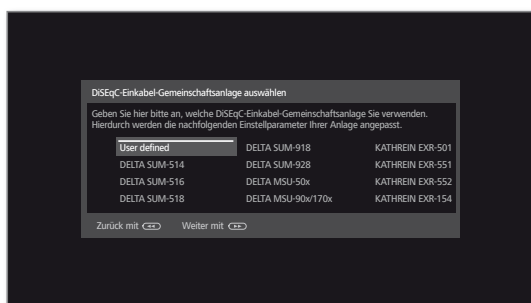 DiSEqC-Einkabel-Gemeinschaftsanlage auswählen
Geben Sie hier bitte an, welche DiSEqC-Einkabel-Gemeinschaftsanlage Sie verwenden.
Hierdurch werden die nachfolgenden Einstellparameter Ihrer Anlage angepasst.
User defined DELTA SUM-918 KATHREIN EXR-501
DELTA SUM-514 DELTA SUM-928 KATHREIN EXR-551
DELTA SUM-516 DELTA MSU-50x KATHREIN EXR-552
DELTA SUM-518 DELTA MSU-90x/170x KATHREIN EXR-154
Zurück mit Weiter mit